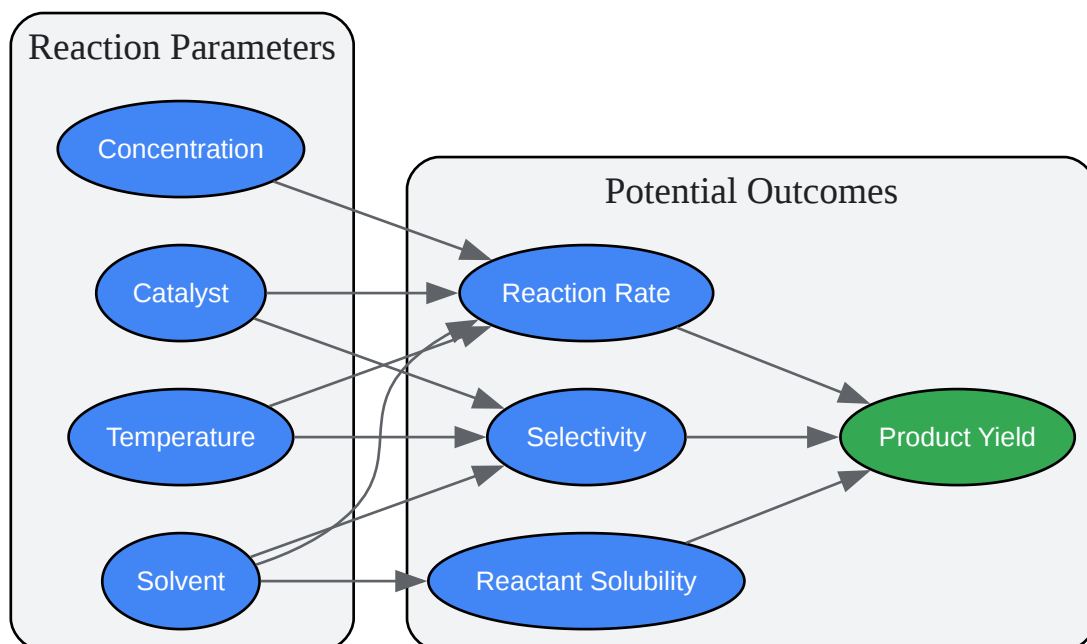 Reaction Parameters
Concentration
Catalyst
Temperature
Solvent
Potential Outcomes
Reaction Rate
Selectivity
Reactant Solubility
Product Yield